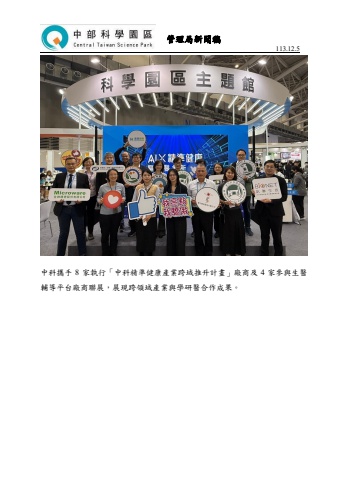 中部科學園區
Central Taiwan Science Park
管理局新聞稿
113.12.5
科學園區主題館
AI X 精準健康
Microware
中科攜手 8 家執行「中科精準健康產業跨域推升計畫」廠商及 4 家參與生醫
輔導平台廠商聯展，展現跨領域產業與學研醫合作成果。